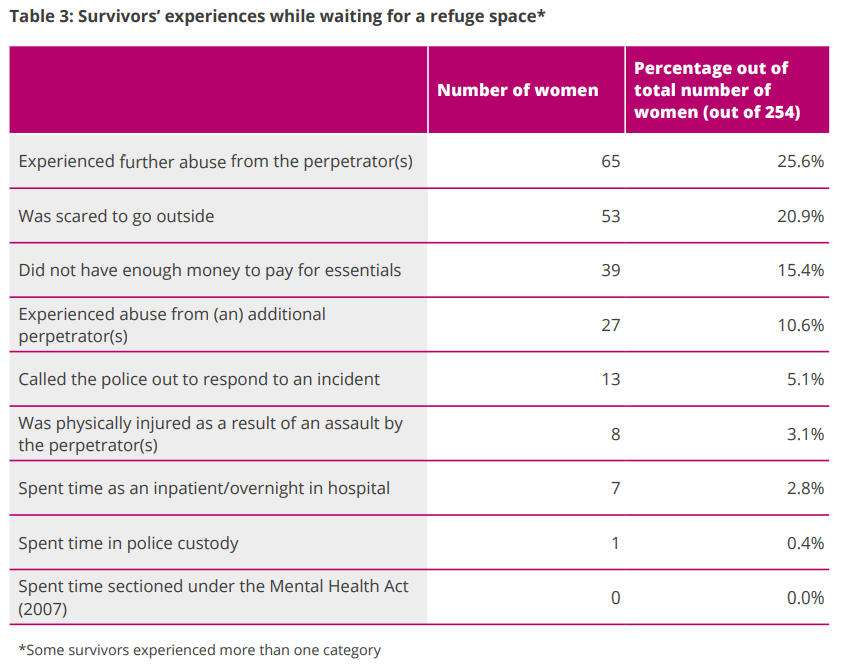 Table 3: Survivors’ experiences while waiting for a refuge space*
Number of women
Percentage out of
total number of
women (out of 254)
Experienced further abuse from the perpetrator(s) 65 25.6%
Was scared to go outside 53 20.9%
Did not have enough money to pay for essentials 39 15.4%
Experienced abuse from (an) additional
perpetrator(s) 27 10.6%
Called the police out to respond to an incident 13 5.1%
Was physically injured as a result of an assault by
the perpetrator(s) 8 3.1%
Spent time as an inpatient/overnight in hospital 7 2.8%
Spent time in police custody 1 0.4%
Spent time sectioned under the Mental Health Act
(2007) 0 0.0%
*Some survivors experienced more than one category